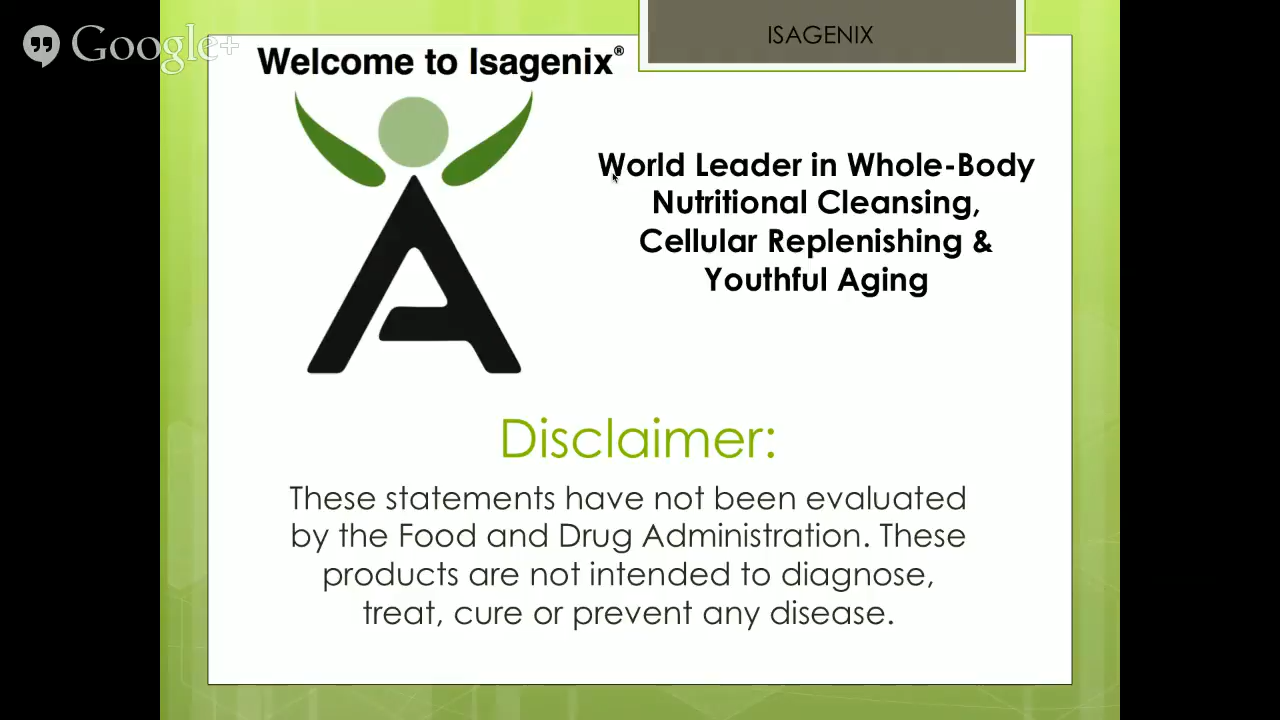 Google+
ISAGENIX
Welcome to Isagenix®
World Leader in Whole-Body
Nutritional Cleansing,
Cellular Replenishing &
Youthful Aging
Disclaimer:
These statements have not been evaluated
by the Food and Drug Administration. These
products are not intended to diagnose,
treat, cure or prevent any disease.